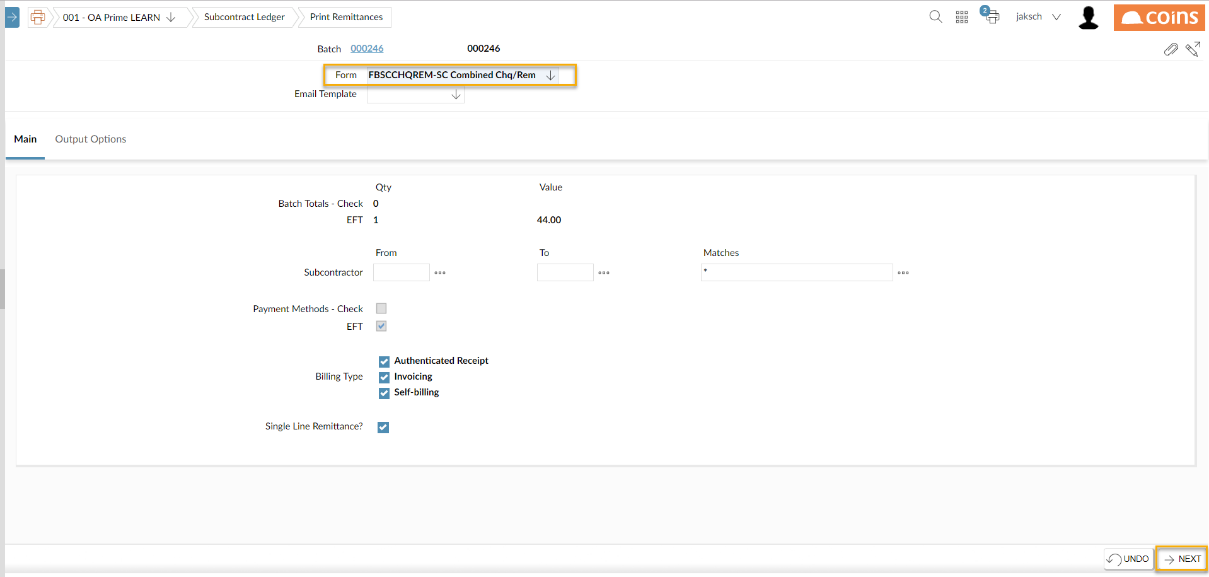 001 - OA Prime LEARN Subcontract Ledger Print Remittances 2 jaksch coins
Batch 000246 000246
Form FBSCCHQREM-SC Combined Chq/Rem
Email Template
Main Output Options
Qty Value
Batch Totals - Check 0
EFT 1 44.00
From To Matches
Subcontractor *
Payment Methods - Check
EFT
Authenticated Receipt
Billing Type Invoicing
Self-billing
Single Line Remittance?
UNDO NEXT